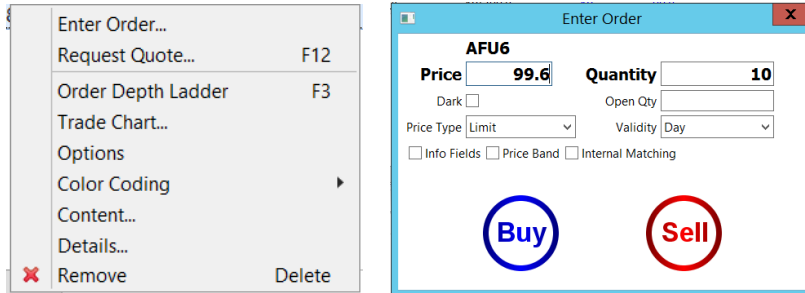 Enter Order...
Request Quote... F12
Order Depth Ladder F3
Trade Chart...
Options
Color Coding
Content...
Details...
Remove Delete
Enter Order x
AFU6
Price 99.6 Quantity 10
Dark Open Qty
Price Type Limit Validity Day
Info Fields Price Band Internal Matching
Buy Sell